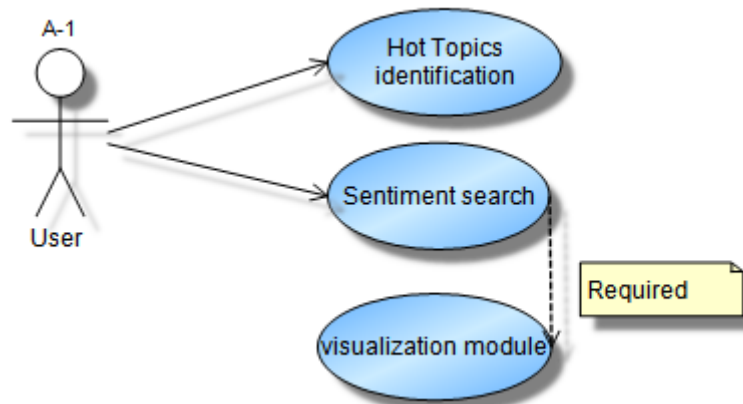 A-1
Hot Topics
identification
Sentiment search
User
Required
visualization module